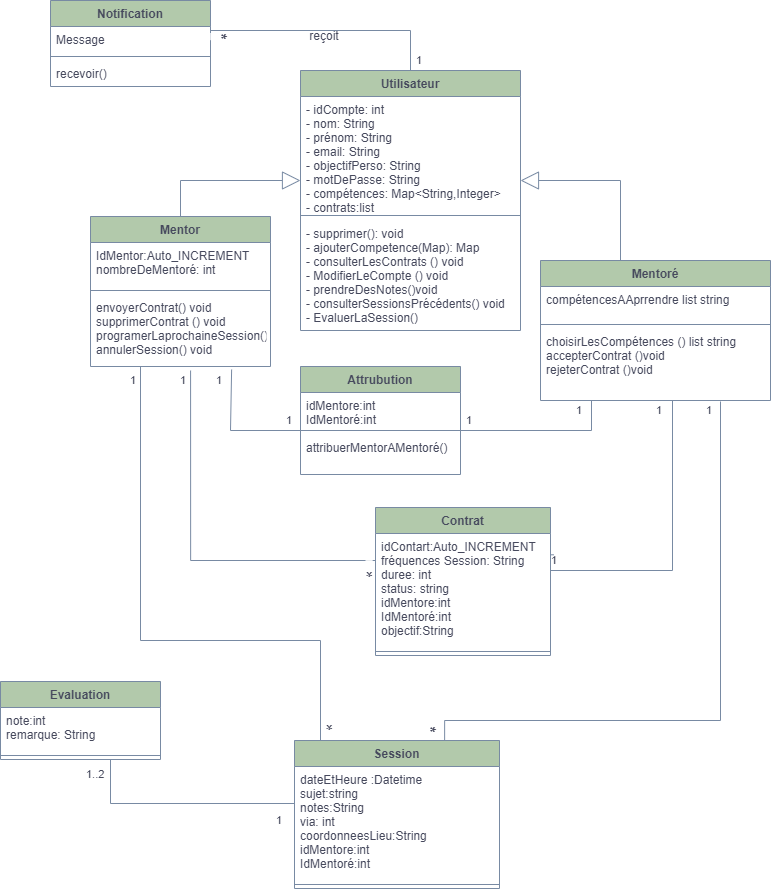 Notification
Message
recevoir()
*
reçoit
1
Utilisateur
- idCompte: int
- nom: String
- prénom: String
- email: String
- objectifPerso: String
- motDePasse: String
- compétences: Map<String,Integer>
- contrats:list
- supprimer(): void
- ajouterCompetence(Map): Map
- consulterLesContrats () void
- ModifierLeCompte () void
- prendreDesNotes()void
- consulterSessionsPrécédents() void
- EvaluerLaSession()
Mentor
IdMentor:Auto_INCREMENT
nombreDeMentoré: int
envoyerContrat() void
supprimerContrat () void
programerLaprochaineSession()
annulerSession() void
Mentoré
compétencesAAprrendre list string
choisirLesCompétences () list string
accepterContrat ()void
rejeterContrat ()void
1
1
1
Attrubution
idMentore:int
IdMentoré:int
attribuerMentorAMentoré()
1
1
1
1
1
Contrat
idContart:Auto_INCREMENT
fréquences Session: String
duree: int
status: string
idMentore:int
IdMentoré:int
objectif:String
*
1
Evaluation
note:int
remarque: String
1..2
1
*
*
Session
dateEtHeure :Datetime
sujet:string
notes:String
via: int
coordonneesLieu:String
idMentore:int
IdMentoré:int